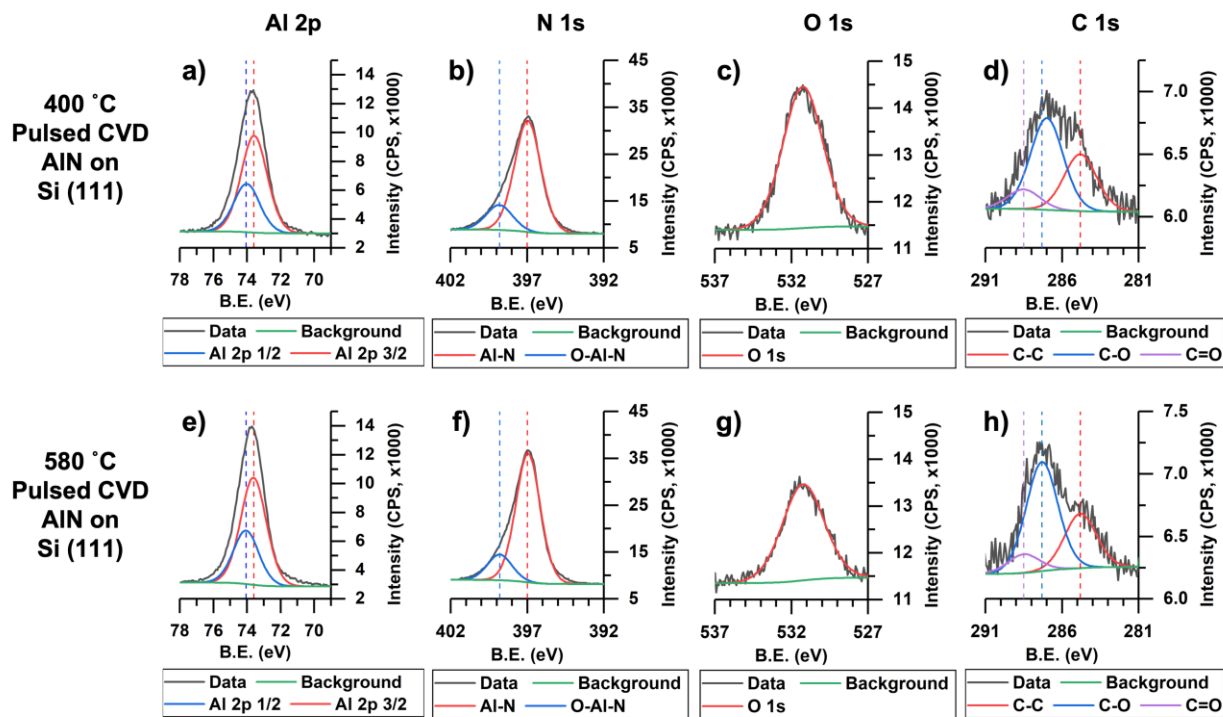 Al 2p
N 1s
O 1s
C 1s
400 ˚C
Pulsed CVD
AlN on
Si (111)
a)
14
12
10
8
6
4
2
Intensity (CPS, x1000)
78 76 74 72 70
B.E. (eV)
Data Background
Al 2p 1/2 Al 2p 3/2
b)
45
35
25
15
5
Intensity (CPS, x1000)
402 397 392
B.E. (eV)
Data Background
Al-N O-Al-N
c)
15
14
13
12
11
Intensity (CPS, x1000)
537 532 527
B.E. (eV)
Data Background
O 1s
d)
7.0
6.5
6.0
Intensity (CPS, x1000)
291 286 281
B.E. (eV)
Data Background
C-C C-O C=O
580 ˚C
Pulsed CVD
AlN on
Si (111)
e)
14
12
10
8
6
4
2
Intensity (CPS, x1000)
78 76 74 72 70
B.E. (eV)
Data Background
Al 2p 1/2 Al 2p 3/2
f)
45
35
25
15
5
Intensity (CPS, x1000)
402 397 392
B.E. (eV)
Data Background
Al-N O-Al-N
g)
15
14
13
12
11
Intensity (CPS, x1000)
537 532 527
B.E. (eV)
Data Background
O 1s
h)
7.5
7.0
6.5
6.0
Intensity (CPS, x1000)
291 286 281
B.E. (eV)
Data Background
C-C C-O C=O